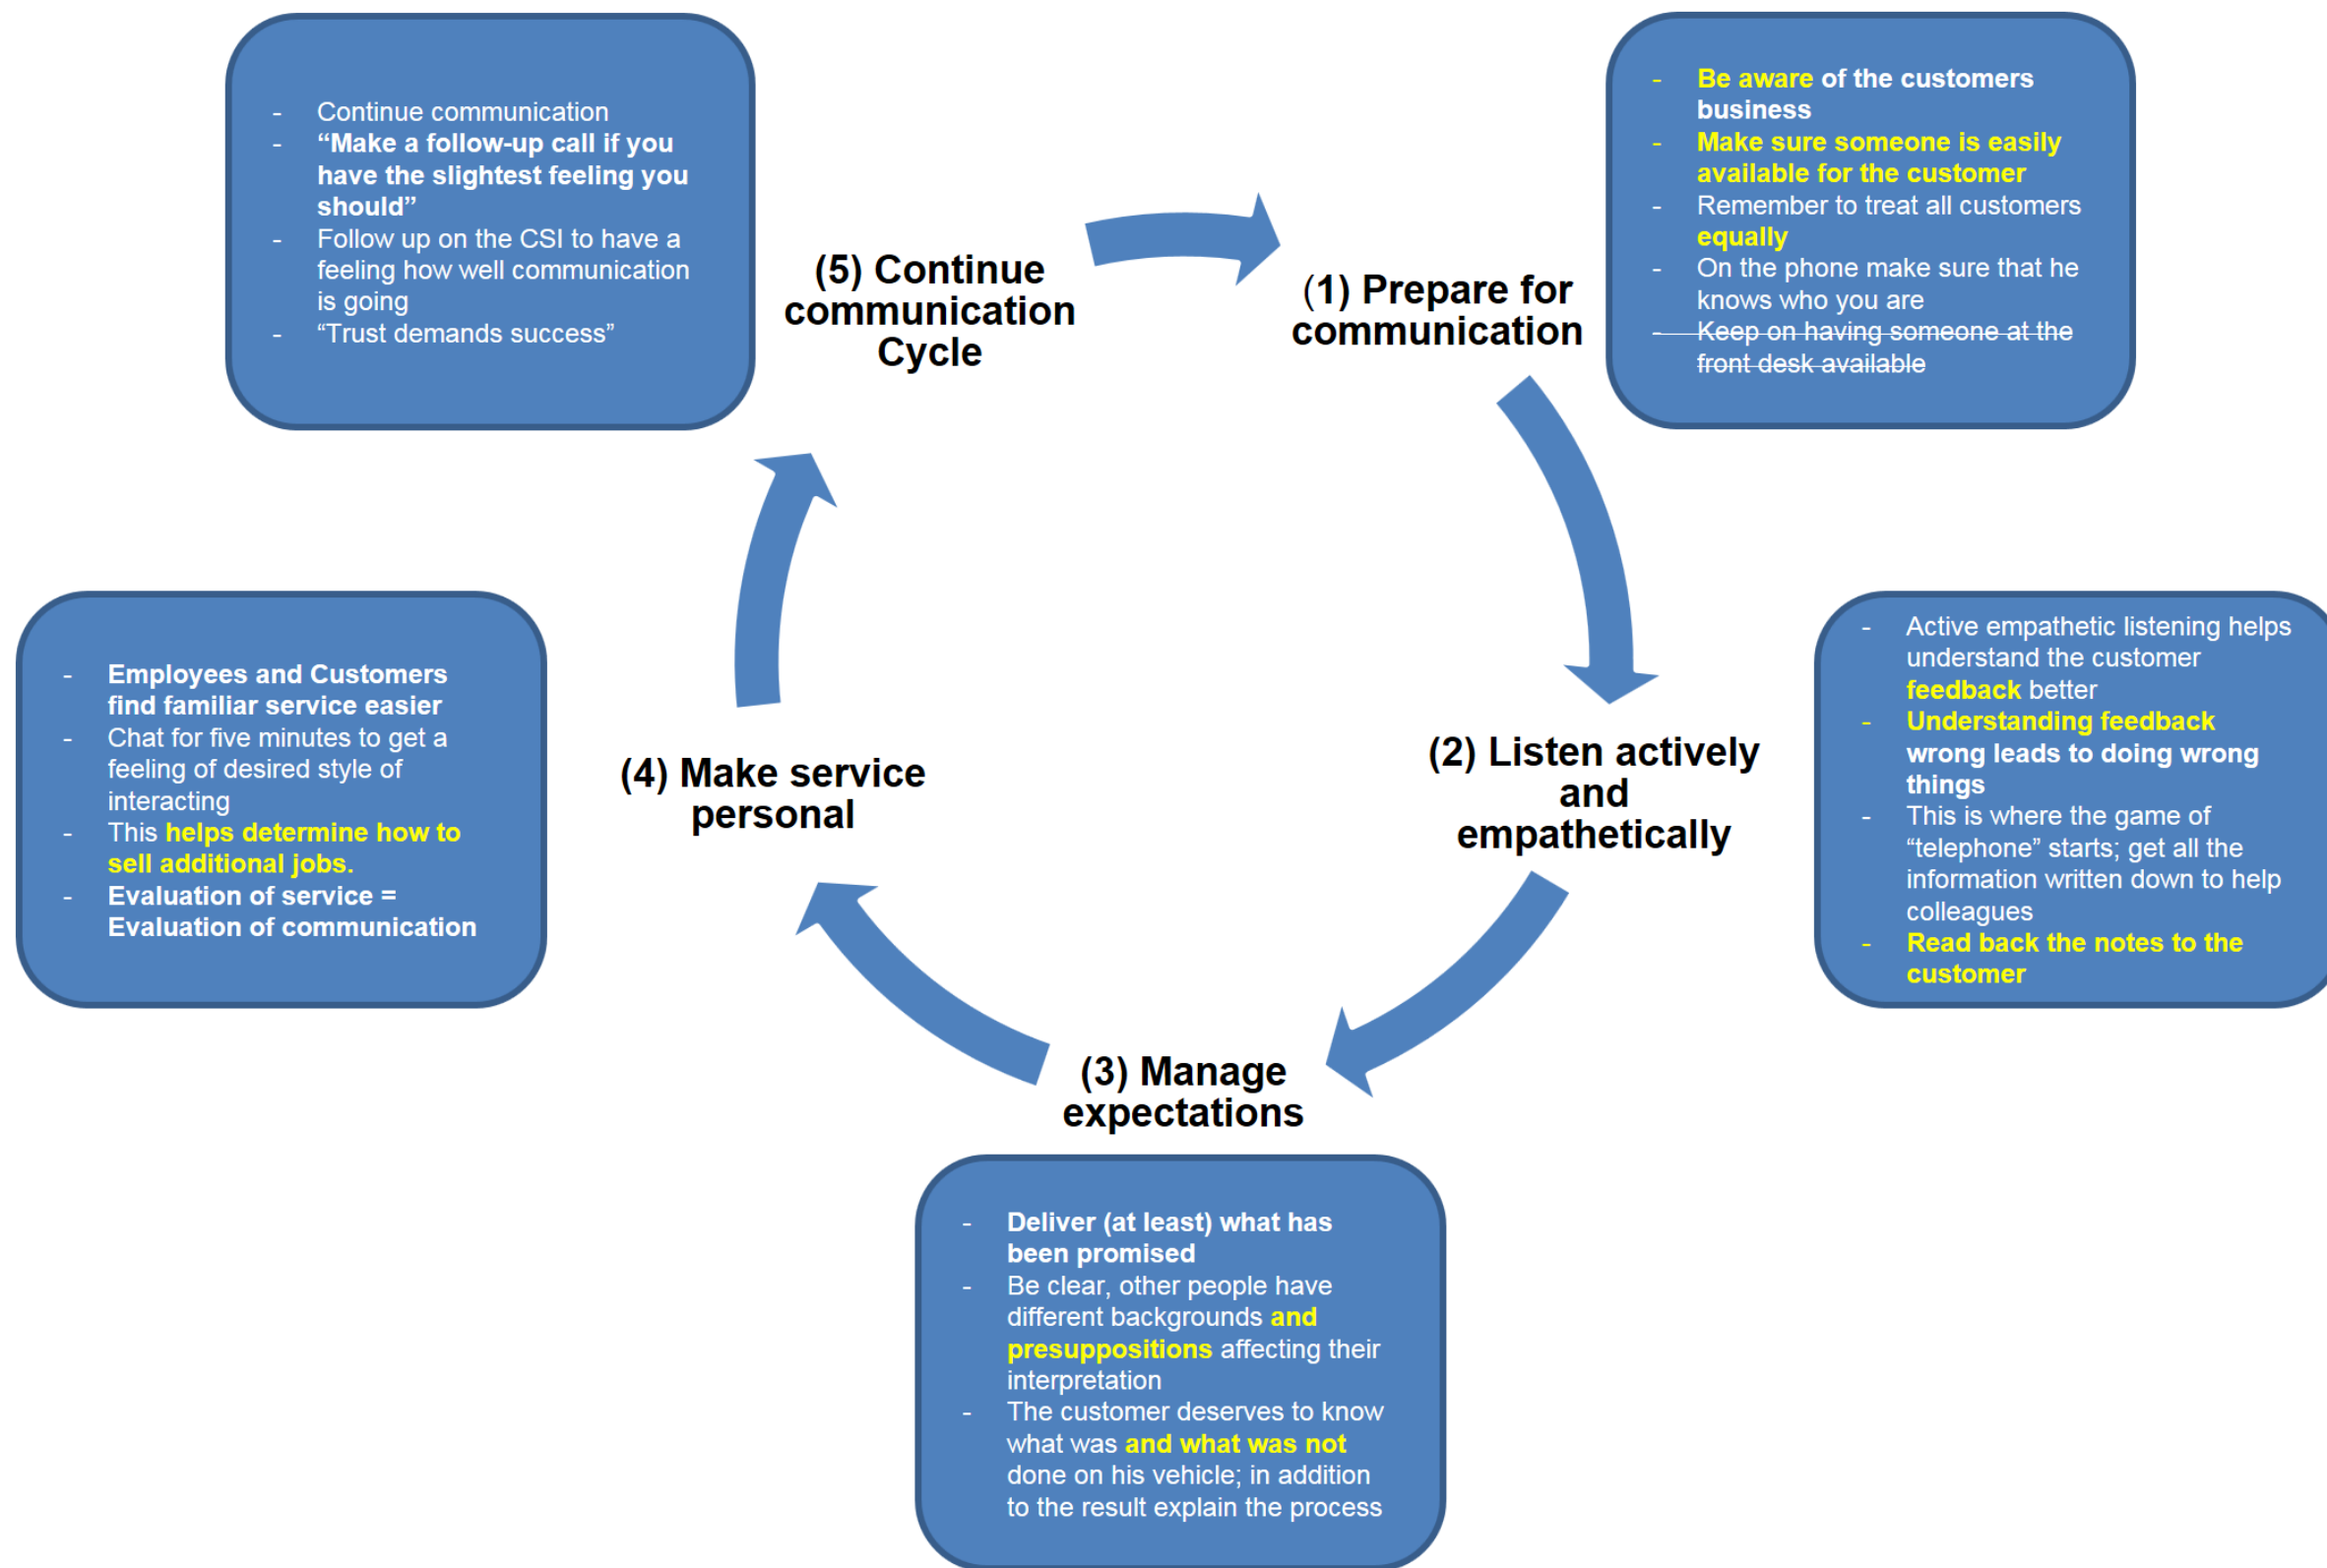 - Continue communication
- “Make a follow-up call if you
have the slightest feeling you
should”
- Follow up on the CSI to have a
feeling how well communication
is going
- “Trust demands success”
(5) Continue
communication
Cycle
(1) Prepare for
communication
- Be aware of the customers
business
- Make sure someone is easily
available for the customer
- Remember to treat all customers
equally
- On the phone make sure that he
knows who you are
- Keep on having someone at the
front desk available
- Employees and Customers
find familiar service easier
- Chat for five minutes to get a
feeling of desired style of
interacting
- This helps determine how to
sell additional jobs.
- Evaluation of service =
Evaluation of communication
(4) Make service
personal
(2) Listen actively
and
empathetically
- Active empathetic listening helps
understand the customer
feedback better
- Understanding feedback
wrong leads to doing wrong
things
- This is where the game of
“telephone” starts; get all the
information written down to help
colleagues
- Read back the notes to the
customer
(3) Manage
expectations
- Deliver (at least) what has
been promised
- Be clear, other people have
different backgrounds and
presuppositions affecting their
interpretation
- The customer deserves to know
what was and what was not
done on his vehicle; in addition
to the result explain the process